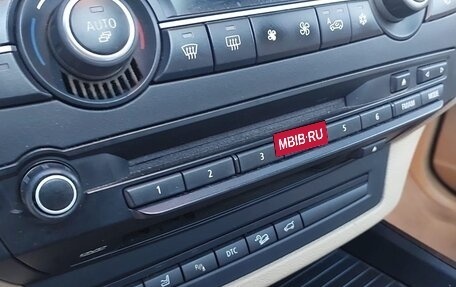 AUTO
FM/AM MODE
1 2 3 MBIB.RU 5 6
DTC